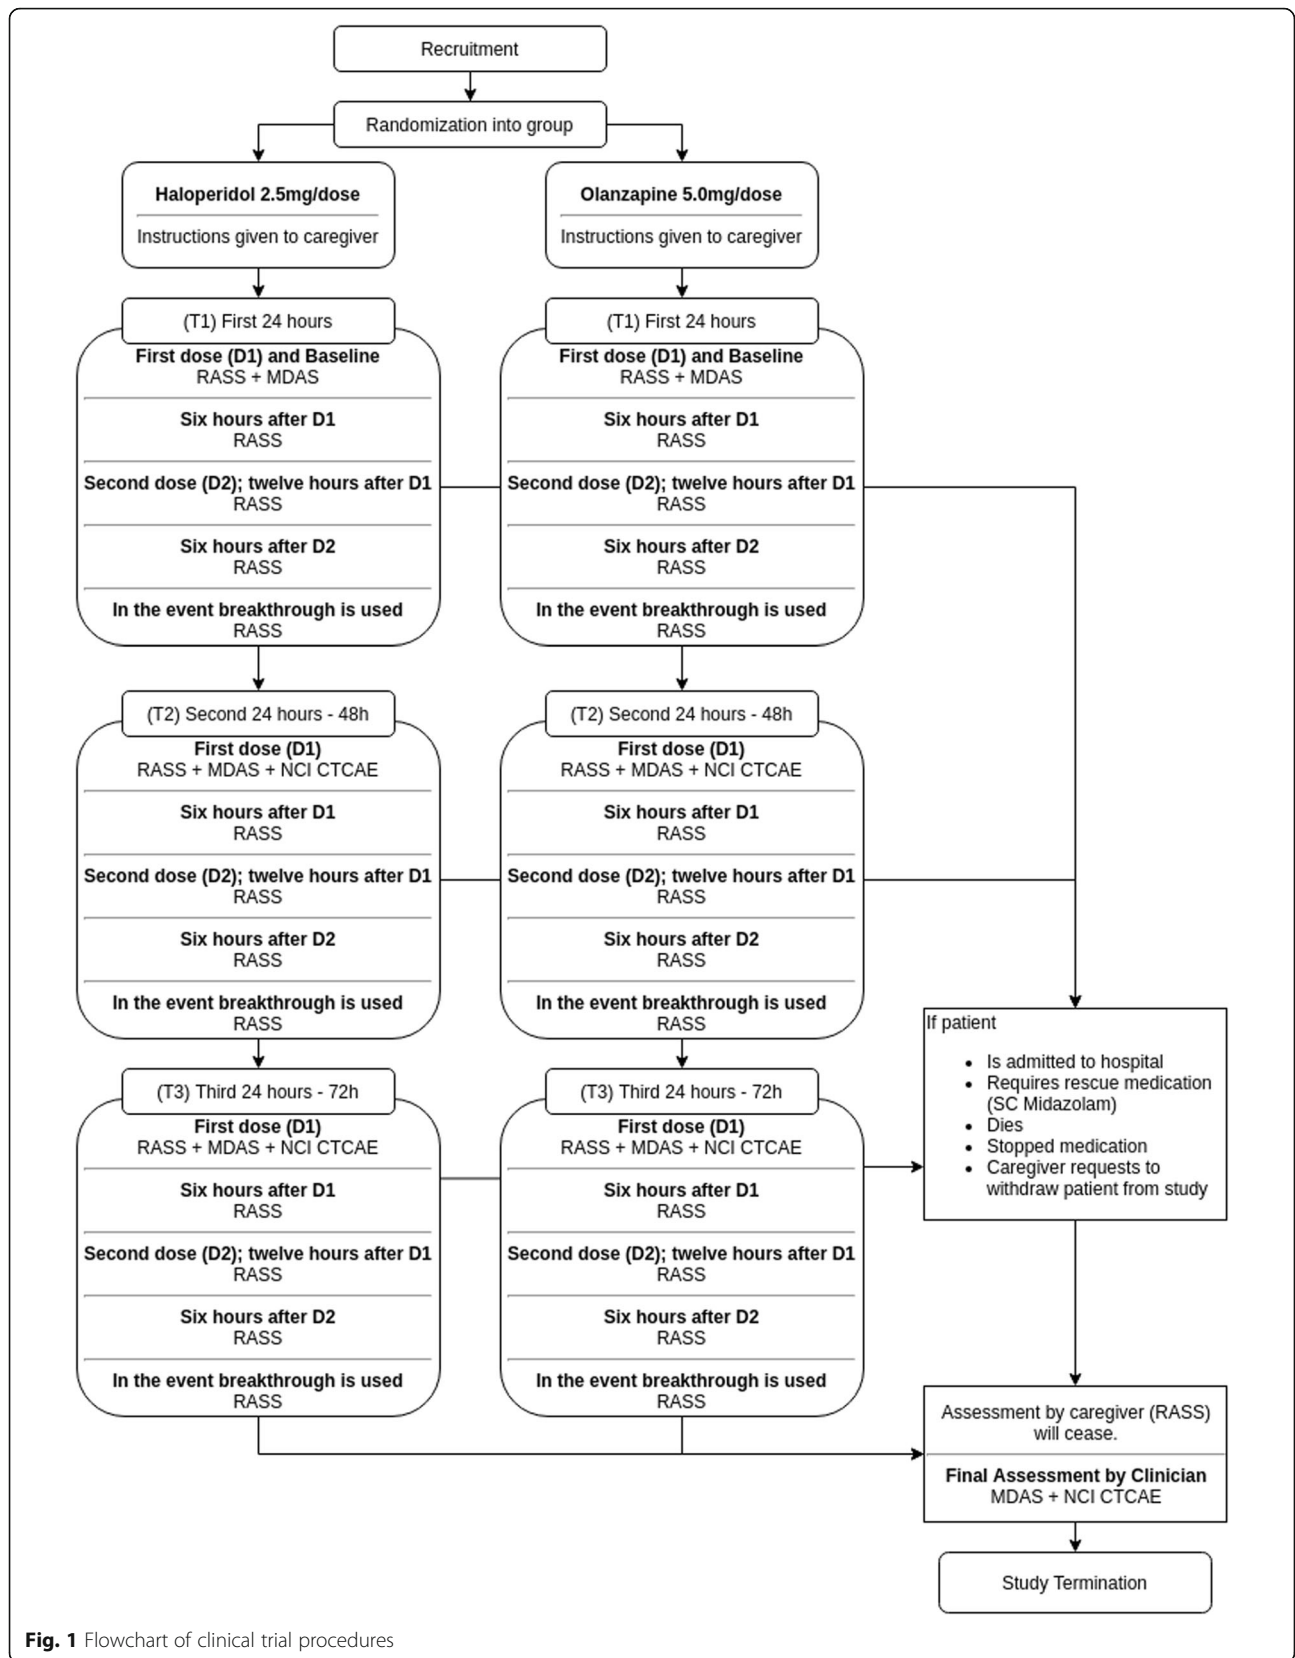 Recruitment
Randomization into group
Haloperidol 2.5mg/dose
Instructions given to caregiver
Olanzapine 5.0mg/dose
Instructions given to caregiver
(T1) First 24 hours
First dose (D1) and Baseline
RASS + MDAS
Six hours after D1
RASS
Second dose (D2); twelve hours after D1
RASS
Six hours after D2
RASS
In the event breakthrough is used
RASS
(T1) First 24 hours
First dose (D1) and Baseline
RASS + MDAS
Six hours after D1
RASS
Second dose (D2); twelve hours after D1
RASS
Six hours after D2
RASS
In the event breakthrough is used
RASS
(T2) Second 24 hours - 48h
First dose (D1)
RASS + MDAS + NCI CTCAE
Six hours after D1
RASS
Second dose (D2); twelve hours after D1
RASS
Six hours after D2
RASS
In the event breakthrough is used
RASS
(T2) Second 24 hours - 48h
First dose (D1)
RASS + MDAS + NCI CTCAE
Six hours after D1
RASS
Second dose (D2); twelve hours after D1
RASS
Six hours after D2
RASS
In the event breakthrough is used
RASS
(T3) Third 24 hours - 72h
First dose (D1)
RASS + MDAS + NCI CTCAE
Six hours after D1
RASS
Second dose (D2); twelve hours after D1
RASS
Six hours after D2
RASS
In the event breakthrough is used
RASS
(T3) Third 24 hours - 72h
First dose (D1)
RASS + MDAS + NCI CTCAE
Six hours after D1
RASS
Second dose (D2); twelve hours after D1
RASS
Six hours after D2
RASS
In the event breakthrough is used
RASS
If patient
• Is admitted to hospital
• Requires rescue medication
(SC Midazolam)
• Dies
• Stopped medication
• Caregiver requests to
withdraw patient from study
Assessment by caregiver (RASS)
will cease.
Final Assessment by Clinician
MDAS + NCI CTCAE
Study Termination
Fig. 1 Flowchart of clinical trial procedures